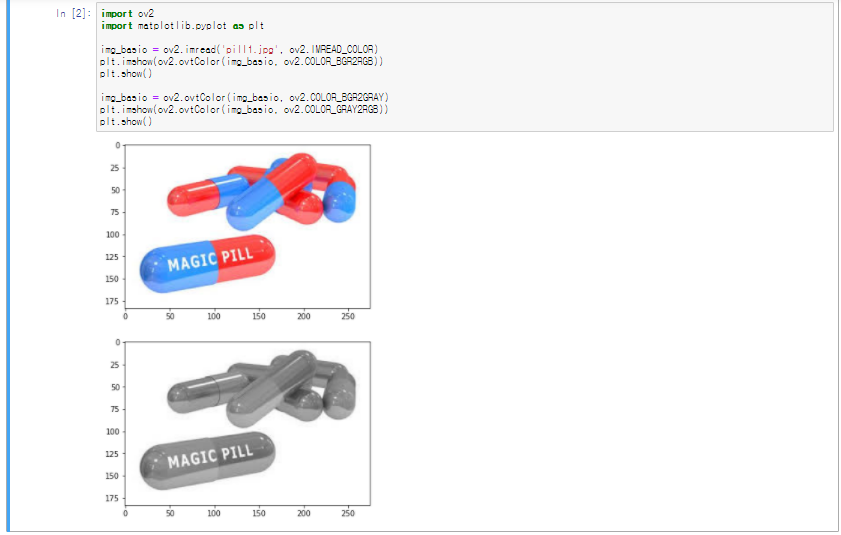 In [2]:
import cv2
import matplotlib.pyplot as plt
img_basic = cv2.imread('pill1.jpg', cv2.IMREAD_COLOR)
plt.imshow(cv2.cvtColor(img_basic, cv2.COLOR_BGR2RGB))
plt.show()
img_basic = cv2.cvtColor(img_basic, cv2.COLOR_BGR2GRAY)
plt.imshow(cv2.cvtColor(img_basic, cv2.COLOR_GRAY2RGB))
plt.show()
0
25
50
75
100
125
150
175
MAGIC PILL
0 50 100 150 200 250
0
25
50
75
100
125
150
175
MAGIC PILL
0 50 100 150 200 250